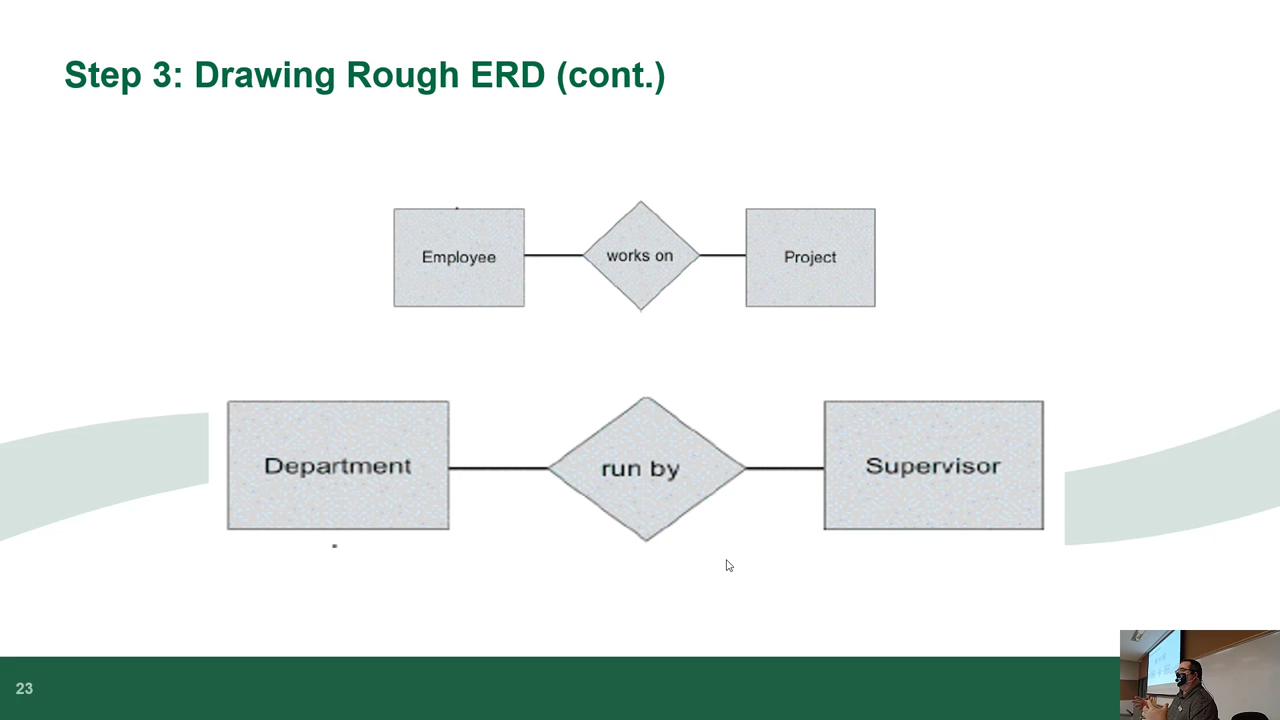 Step 3: Drawing Rough ERD (cont.)
Employee
works on
Project
Department
run by
Supervisor
23